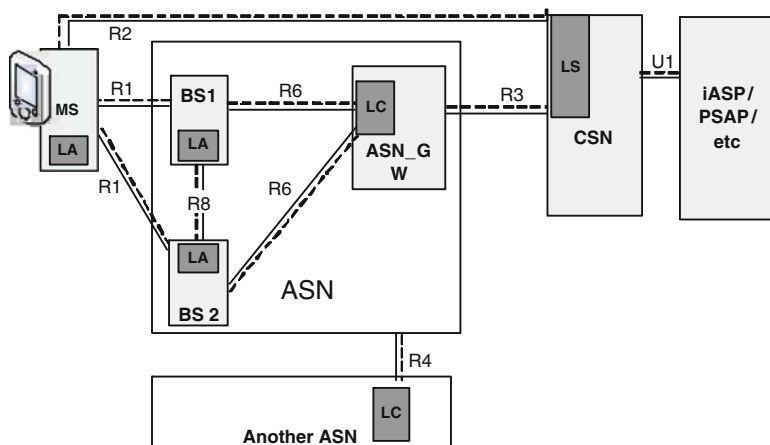 R2
MS
LA
R1
R1
BS1
LA
R8
LA
BS 2
R6
R6
LC
ASN_G
W
ASN
R3
LS
CSN
U1
iASP/
PSAP/
etc
R4
LC
Another ASN